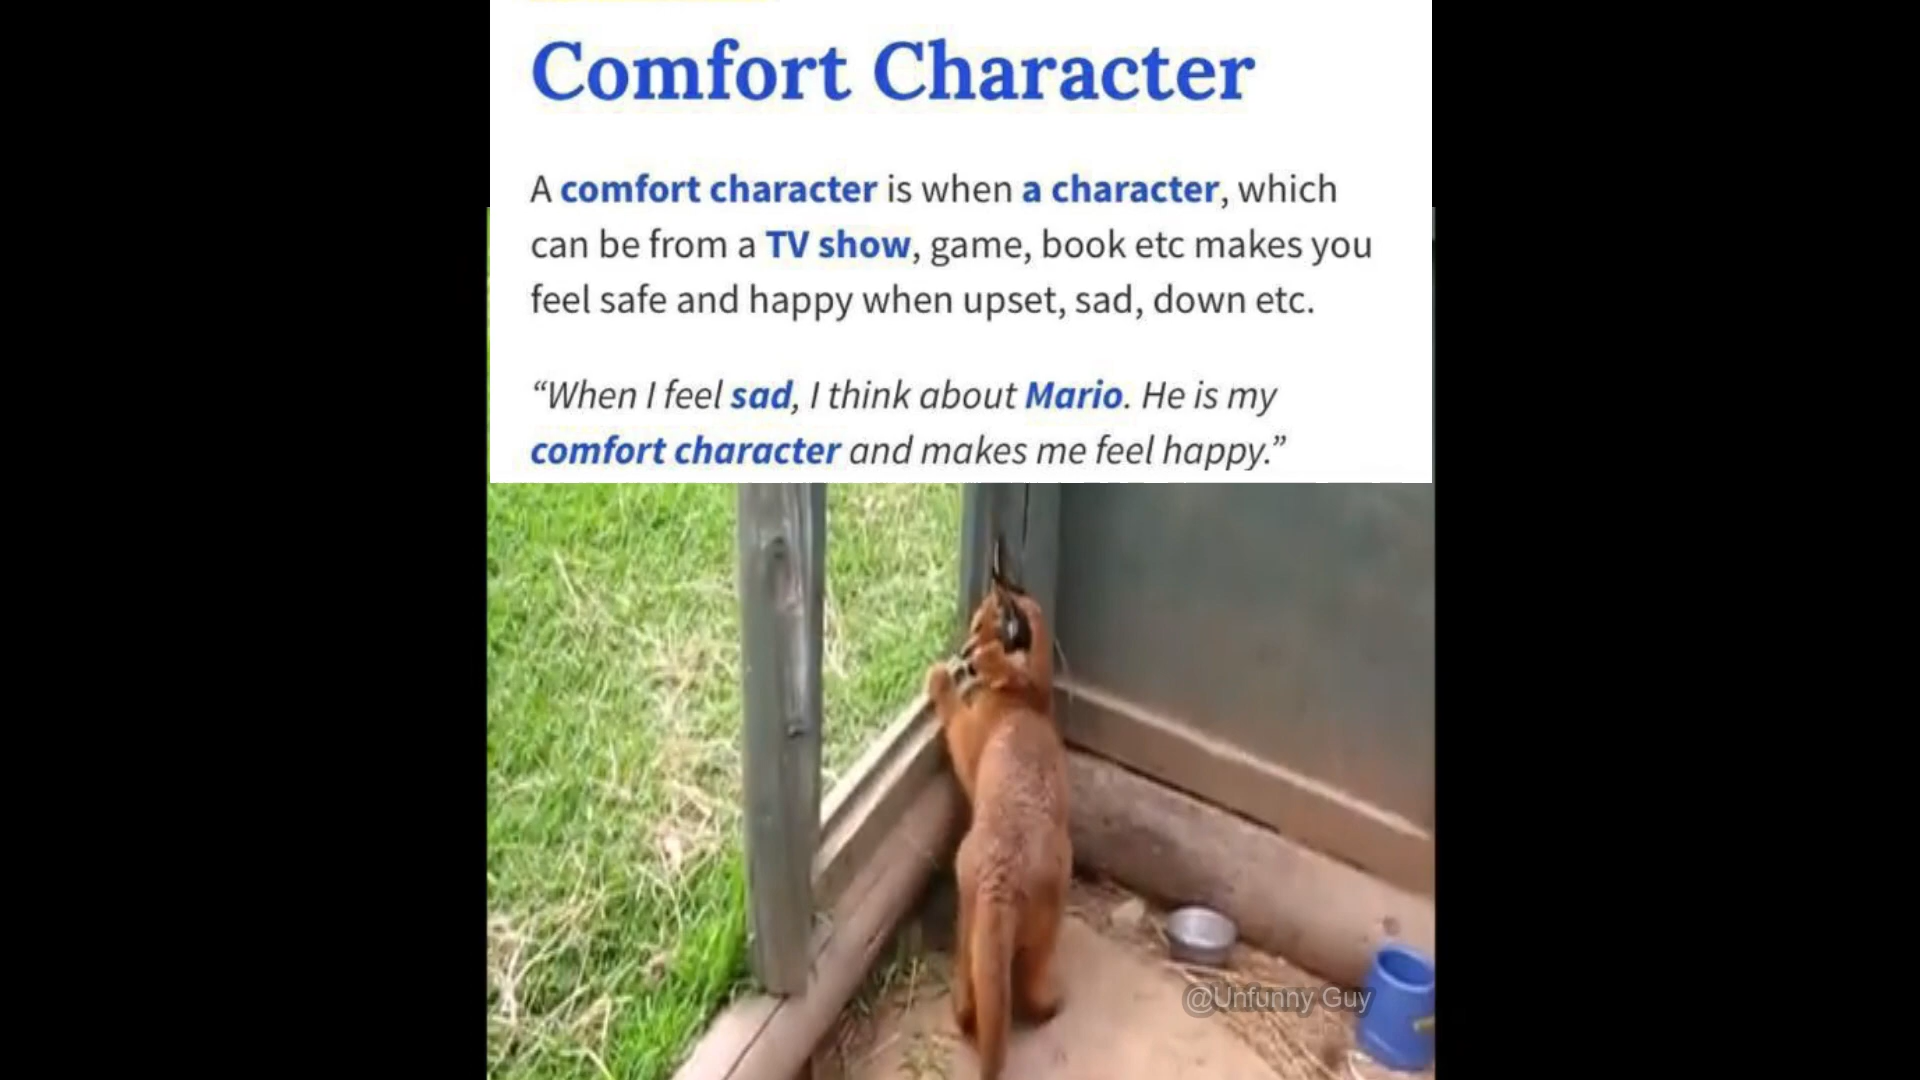 Comfort Character
A comfort character is when a character, which
can be from a TV show, game, book etc makes you
feel safe and happy when upset, sad, down etc.
“When I feel sad, I think about Mario. He is my
comfort character and makes me feel happy.”
@Unfunny Guy